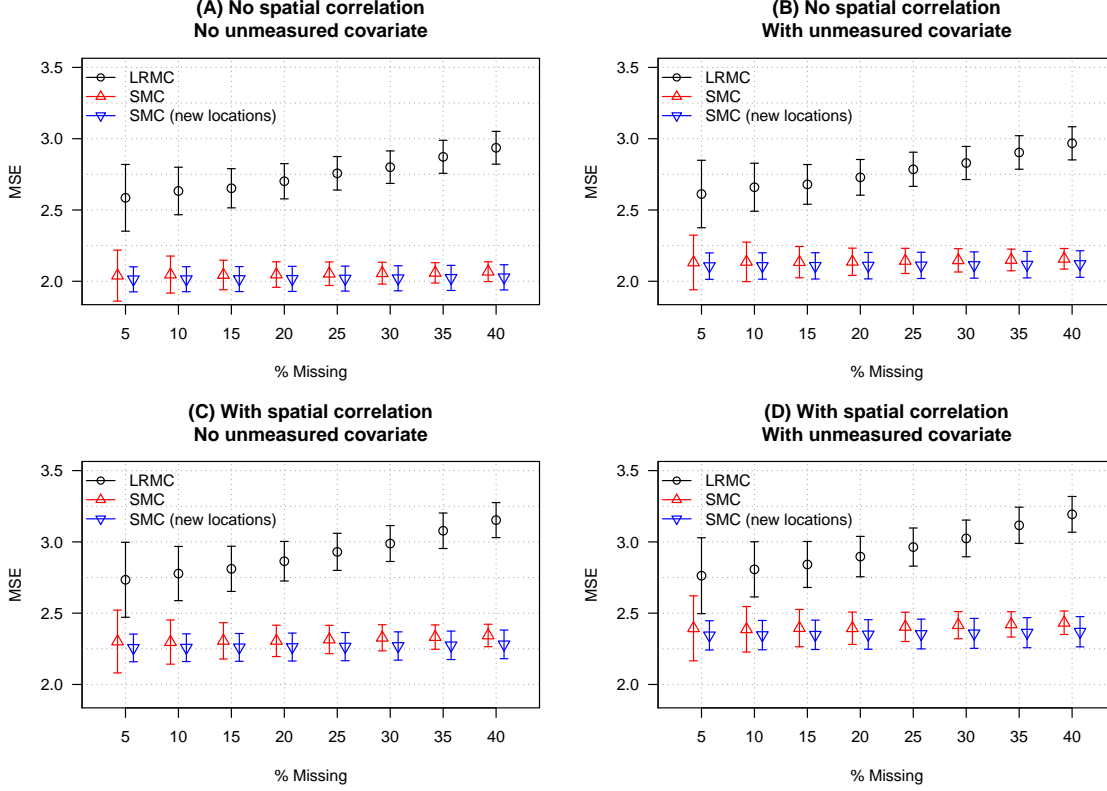 (A) No spatial correlation
No unmeasured covariate
3.5
3.0
2.5
2.0
MSE
LRMC
SMC
SMC (new locations)
5 10 15 20 25 30 35 40
% Missing
(B) No spatial correlation
With unmeasured covariate
3.5
3.0
2.5
2.0
MSE
LRMC
SMC
SMC (new locations)
5 10 15 20 25 30 35 40
% Missing
(C) With spatial correlation
No unmeasured covariate
3.5
3.0
2.5
2.0
MSE
LRMC
SMC
SMC (new locations)
5 10 15 20 25 30 35 40
% Missing
(D) With spatial correlation
With unmeasured covariate
3.5
3.0
2.5
2.0
MSE
LRMC
SMC
SMC (new locations)
5 10 15 20 25 30 35 40
% Missing